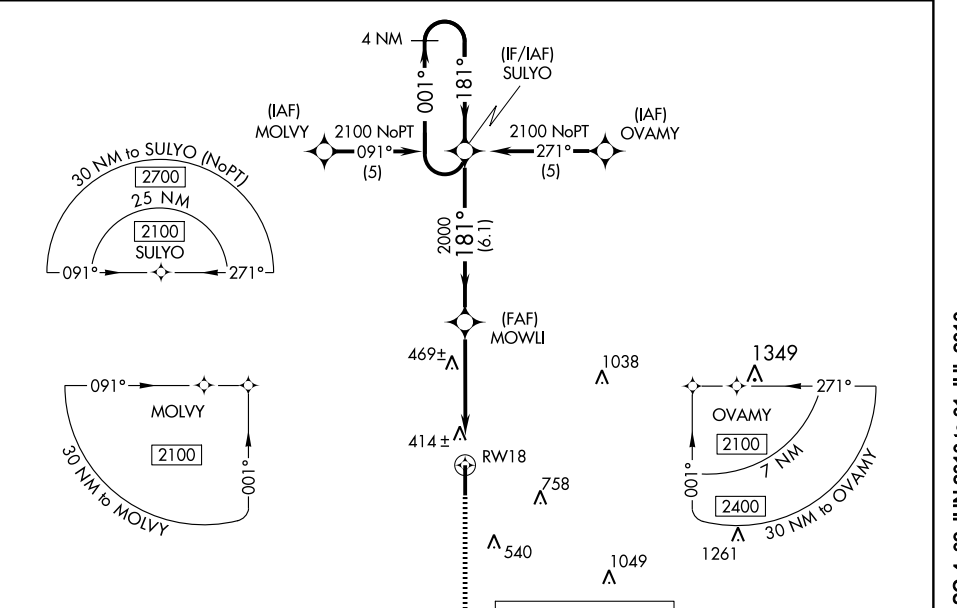 4 NM
001°
181°
(IF/IAF)
SULYO
(IAF)
MOLVY
2100 NoPT
091°
(5)
2100 NoPT
271°
(5)
(IAF)
OVAMY
30 NM to SULYO (NoPT)
2700
25 NM
2100
SULYO
091°
271°
2000
181°
(6.1)
(FAF)
MOWLI
469±
1038
1349
091°
MOLVY
2100
001°
30 NM to MOLVY
414±
RW18
758
540
1049
271°
OVAMY
2100
7 NM
001°
2400
30 NM to OVAMY
1261